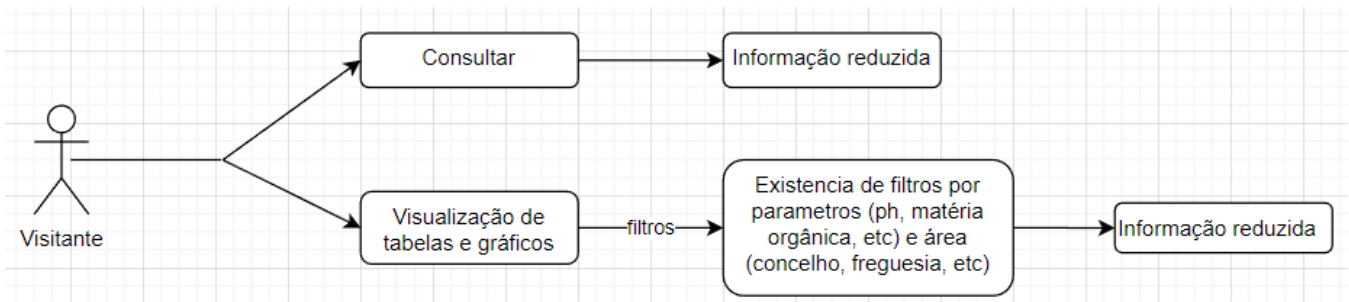 Consultar
Informação reduzida
Visitante
Visualização de
tabelas e gráficos
filtros
Existencia de filtros por
parametros (ph, matéria
orgânica, etc) e área
(concelho, freguesia, etc)
Informação reduzida